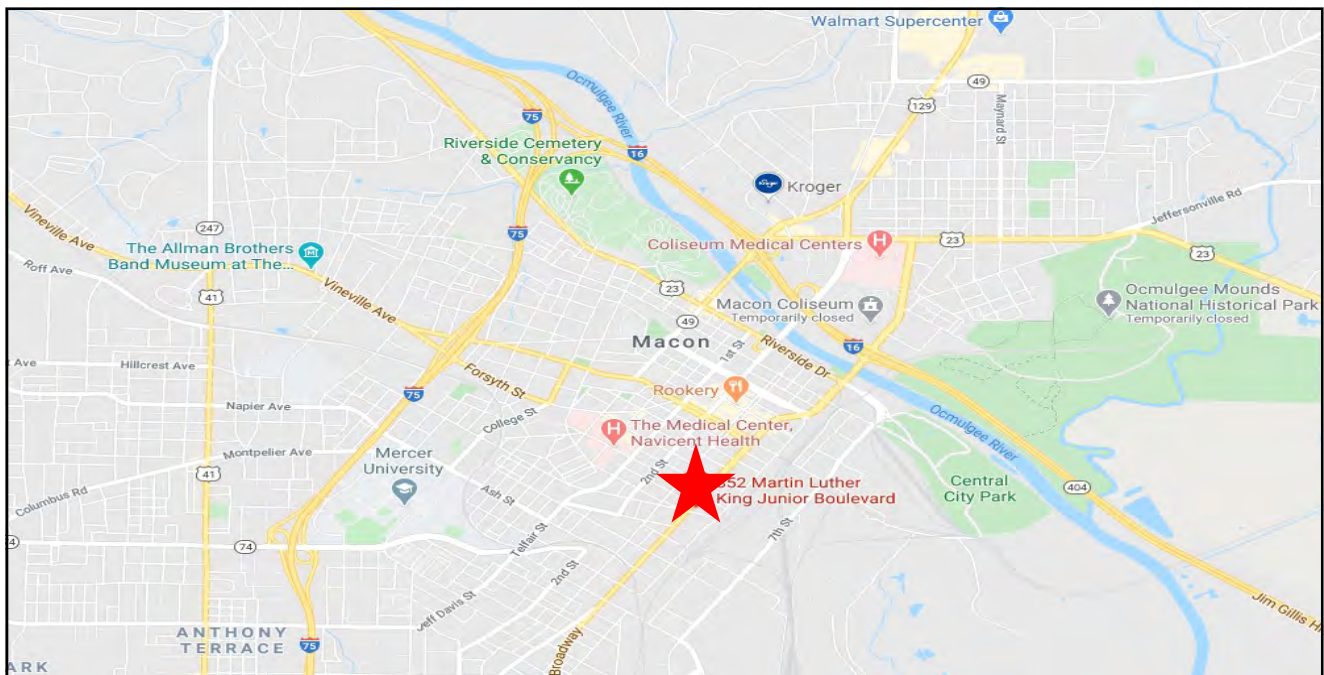 Walmart Supercenter
Ocmulgee River
49
Maynard St
129
75
16
Riverside Cemetery
& Conservancy
Kroger
Kroger
Jeffersonville Rd
247
Vineville Ave
75
Coliseum Medical Centers
H
23
23
The Allman Brothers
Band Museum at The...
Roff Ave
41
Vineville Ave
23
Macon Coliseum
Temporarily closed
Ocmulgee Mounds
National Historical Park
Temporarily closed
49
Macon
1st St
Riverside Dr
16
Ave
Hillcrest Ave
Forsyth St
75
Rookery
Napier Ave
College St
H
The Medical Center,
Navicent Health
Ocmulgee River
Montpelier Ave
Mercer
University
2nd St
41
Columbus Rd
Ash St
52 Martin Luther
King Junior Boulevard
Central
City Park
404
Telfair St
7th St
74
2nd St
Jeff Davis St
Jim Gillis H
ANTHONY
TERRACE
75
Broadway
ARK